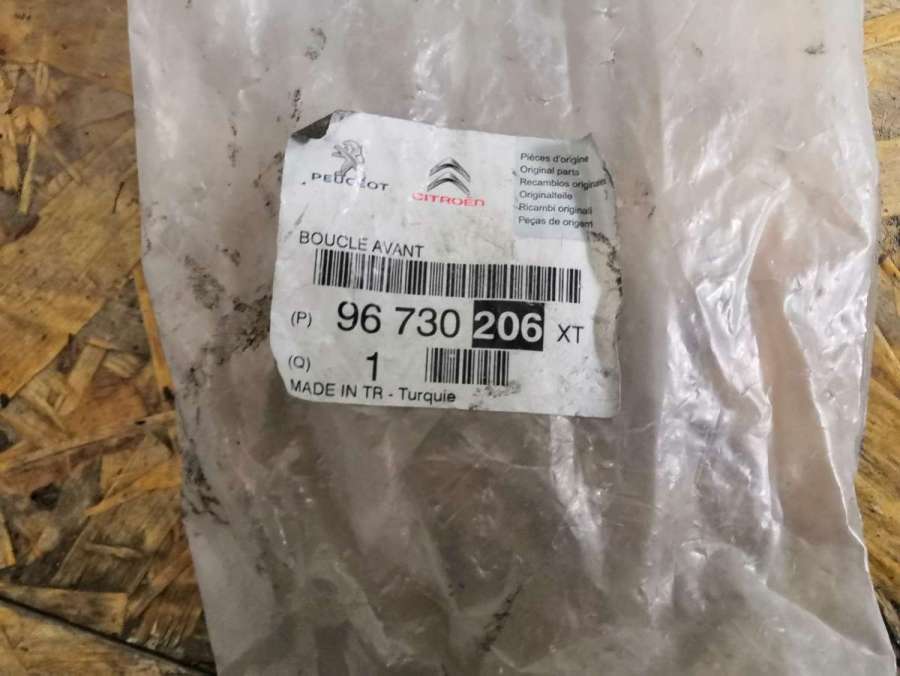 PEUGEOT
CITROËN
Pièces d'origine
Original parts
Recambios originales
Originalteile
Ricambi originali
Peças de origem
BOUCLE AVANT
(P) 96 730 206 XT
(Q) 1
MADE IN TR - Turquie